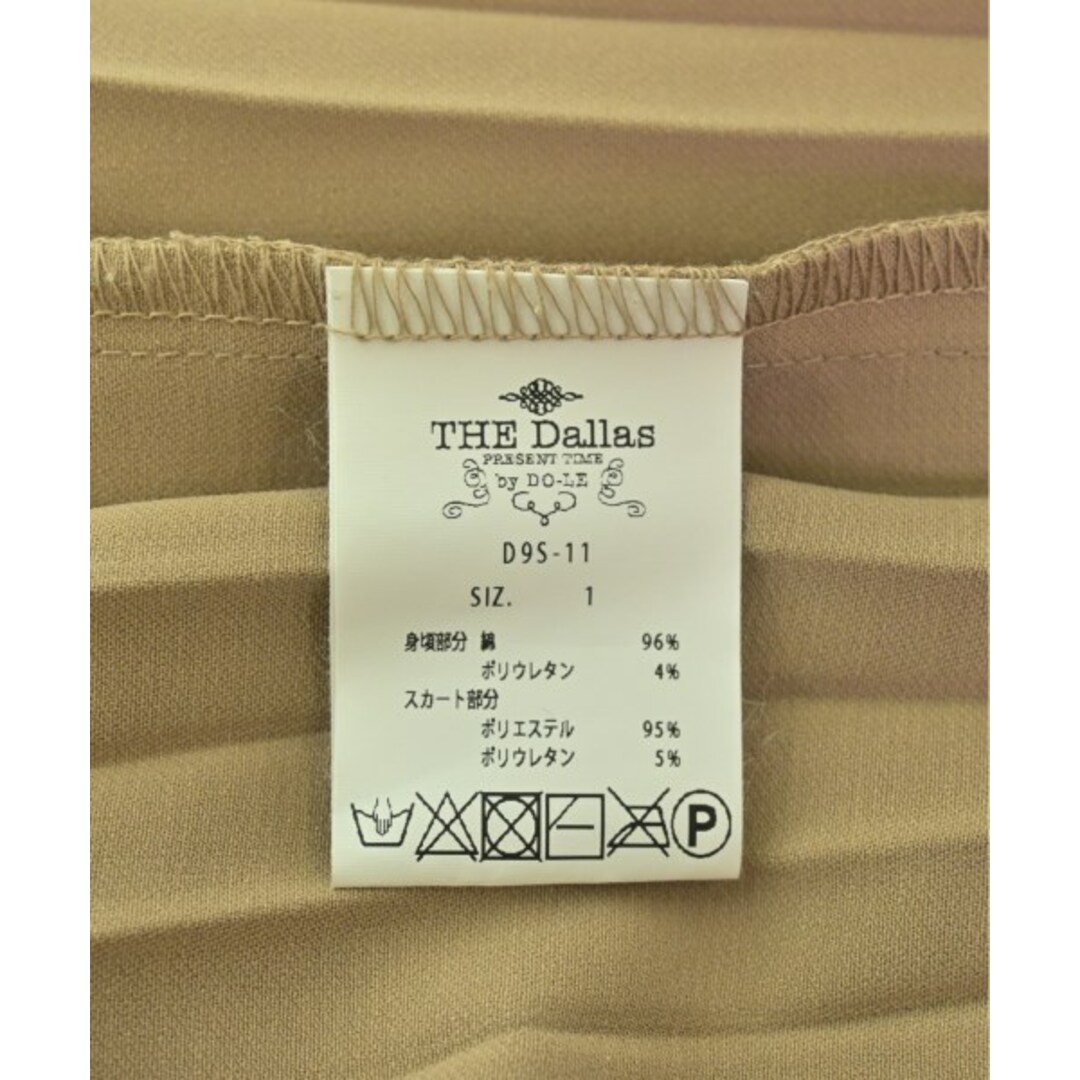 THE Dallas
PRESENT TIME
by DO-LE
D9S-11
SIZ. 1
身頃部分 綿 96%
ポリウレタン 4%
スカート部分
ポリエステル 95%
ポリウレタン 5%
P